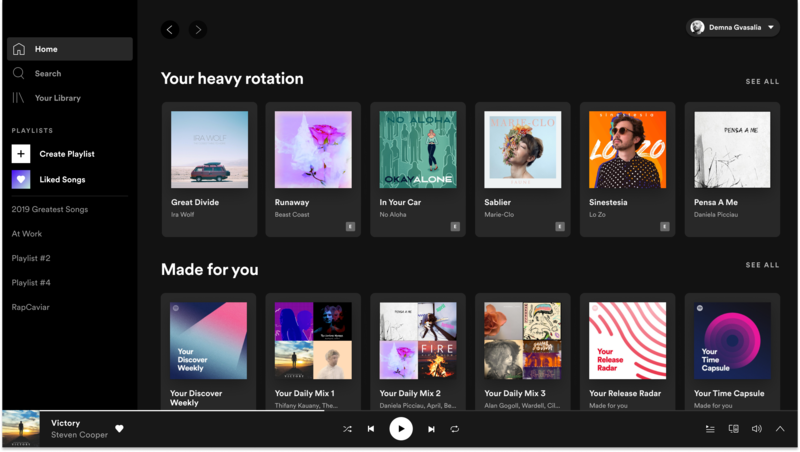 Home
Search
Your Library
PLAYLISTS
Create Playlist
Liked Songs
2019 Greatest Songs
At Work
Playlist #2
Playlist #4
RapCaviar
Demna Gvasalia
Your heavy rotation
SEE ALL
IRA WOLF
NO ALOHA
OKAY ALONE
MARIE-CLO
sinestesia
LO ZO
PENSA A ME
Great Divide
Ira Wolf
Runaway
Beast Coast
E
In Your Car
No Aloha
E
Sablier
Marie-Clo
E
Sinestesia
Lo Zo
E
Pensa A Me
Daniela Picciau
Made for you
SEE ALL
Your
Discover
Weekly
PENSA A ME
FIRE
Your
Release
Radar
Your
Time
Capsule
Your Discover
Weekly
Your Daily Mix 1
Thifany Kauany, The...
Your Daily Mix 2
Daniela Picciau, April, Be...
Your Daily Mix 3
Alan Gogoll, Wardell, Cil...
Your Release Radar
Made for you
Your Time Capsule
Made for you
Victory
Steven Cooper